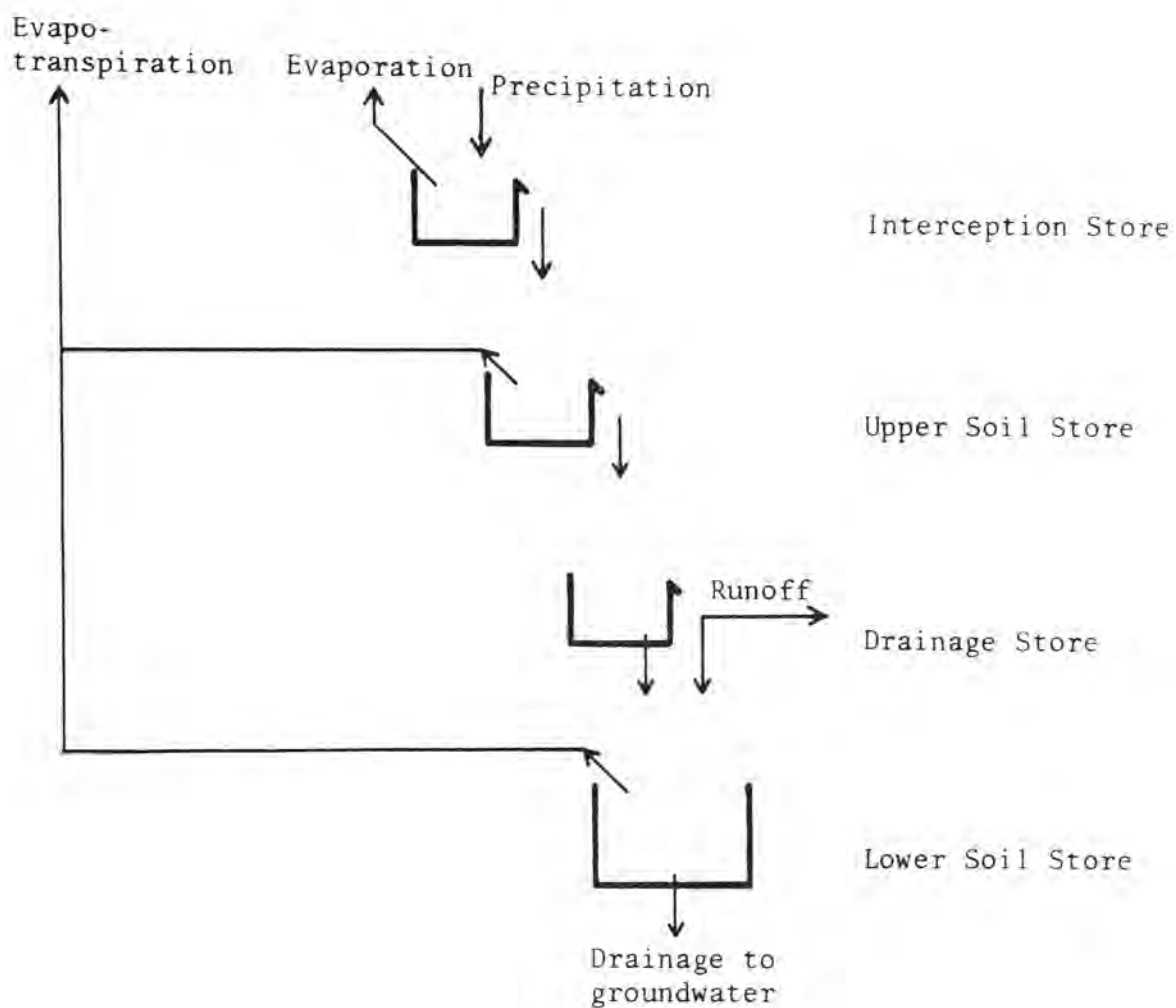 Evapo-
transpiration
Evaporation
Precipitation
Interception Store
Upper Soil Store
Runoff
Drainage Store
Lower Soil Store
Drainage to
groundwater